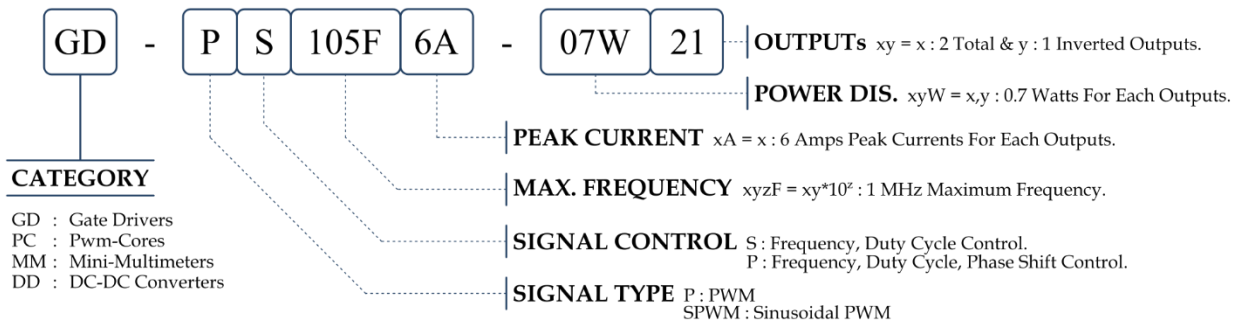 GD - P S 105F 6A - 07W 21
OUTPUTs xy = x : 2 Total & y : 1 Inverted Outputs.
POWER DIS. xyW = x,y : 0.7 Watts For Each Outputs.
PEAK CURRENT xA = x : 6 Amps Peak Currents For Each Outputs.
MAX. FREQUENCY xyzF = xy*10ᶻ : 1 MHz Maximum Frequency.
SIGNAL CONTROL S : Frequency, Duty Cycle Control.
P : Frequency, Duty Cycle, Phase Shift Control.
SIGNAL TYPE P : PWM
SPWM : Sinusoidal PWM
CATEGORY
GD : Gate Drivers
PC : Pwm-Cores
MM : Mini-Multimeters
DD : DC-DC Converters